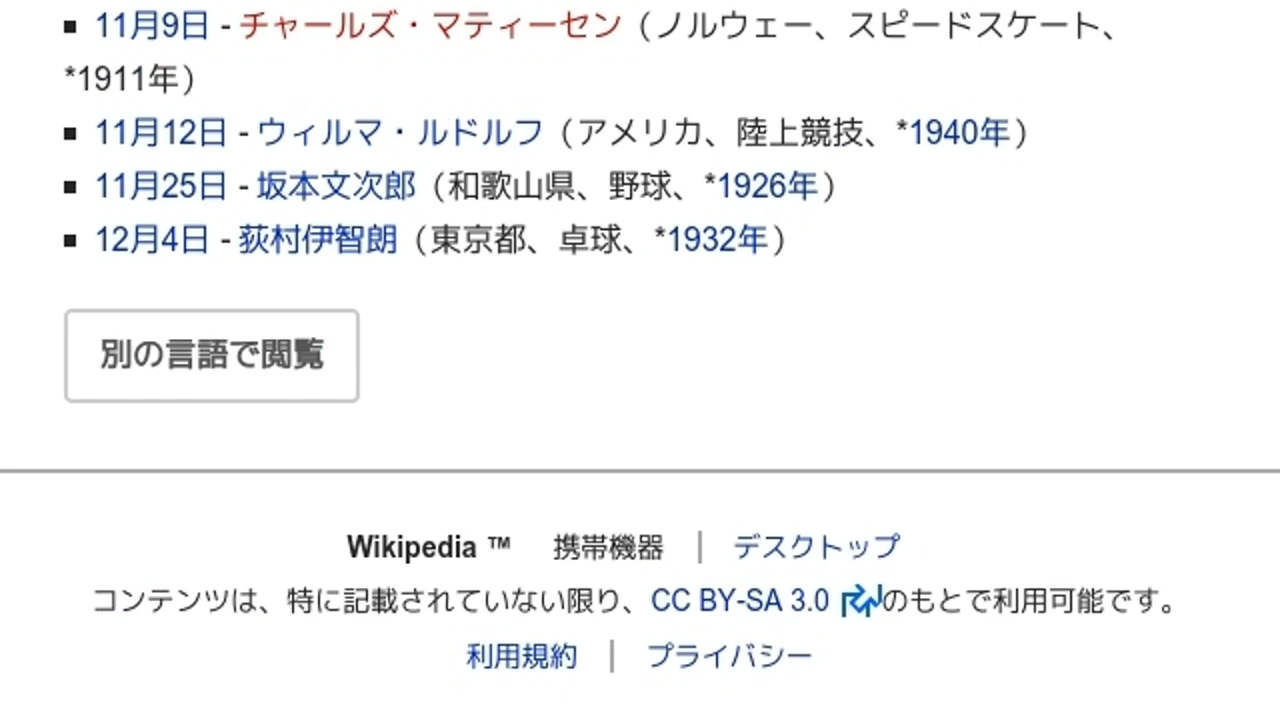 ■ 11月9日 - チャールズ・マティーセン（ノルウェー、スピードスケート、
*1911年）
■ 11月12日 - ウィルマ・ルドルフ（アメリカ、陸上競技、*1940年）
■ 11月25日 - 坂本文次郎（和歌山県、野球、*1926年）
■ 12月4日 - 荻村伊智朗（東京都、卓球、*1932年）
別の言語で閲覧
Wikipedia ™ 携帯機器 | デスクトップ
コンテンツは、特に記載されていない限り、CC BY-SA 3.0 のもとで利用可能です。
利用規約 | プライバシー